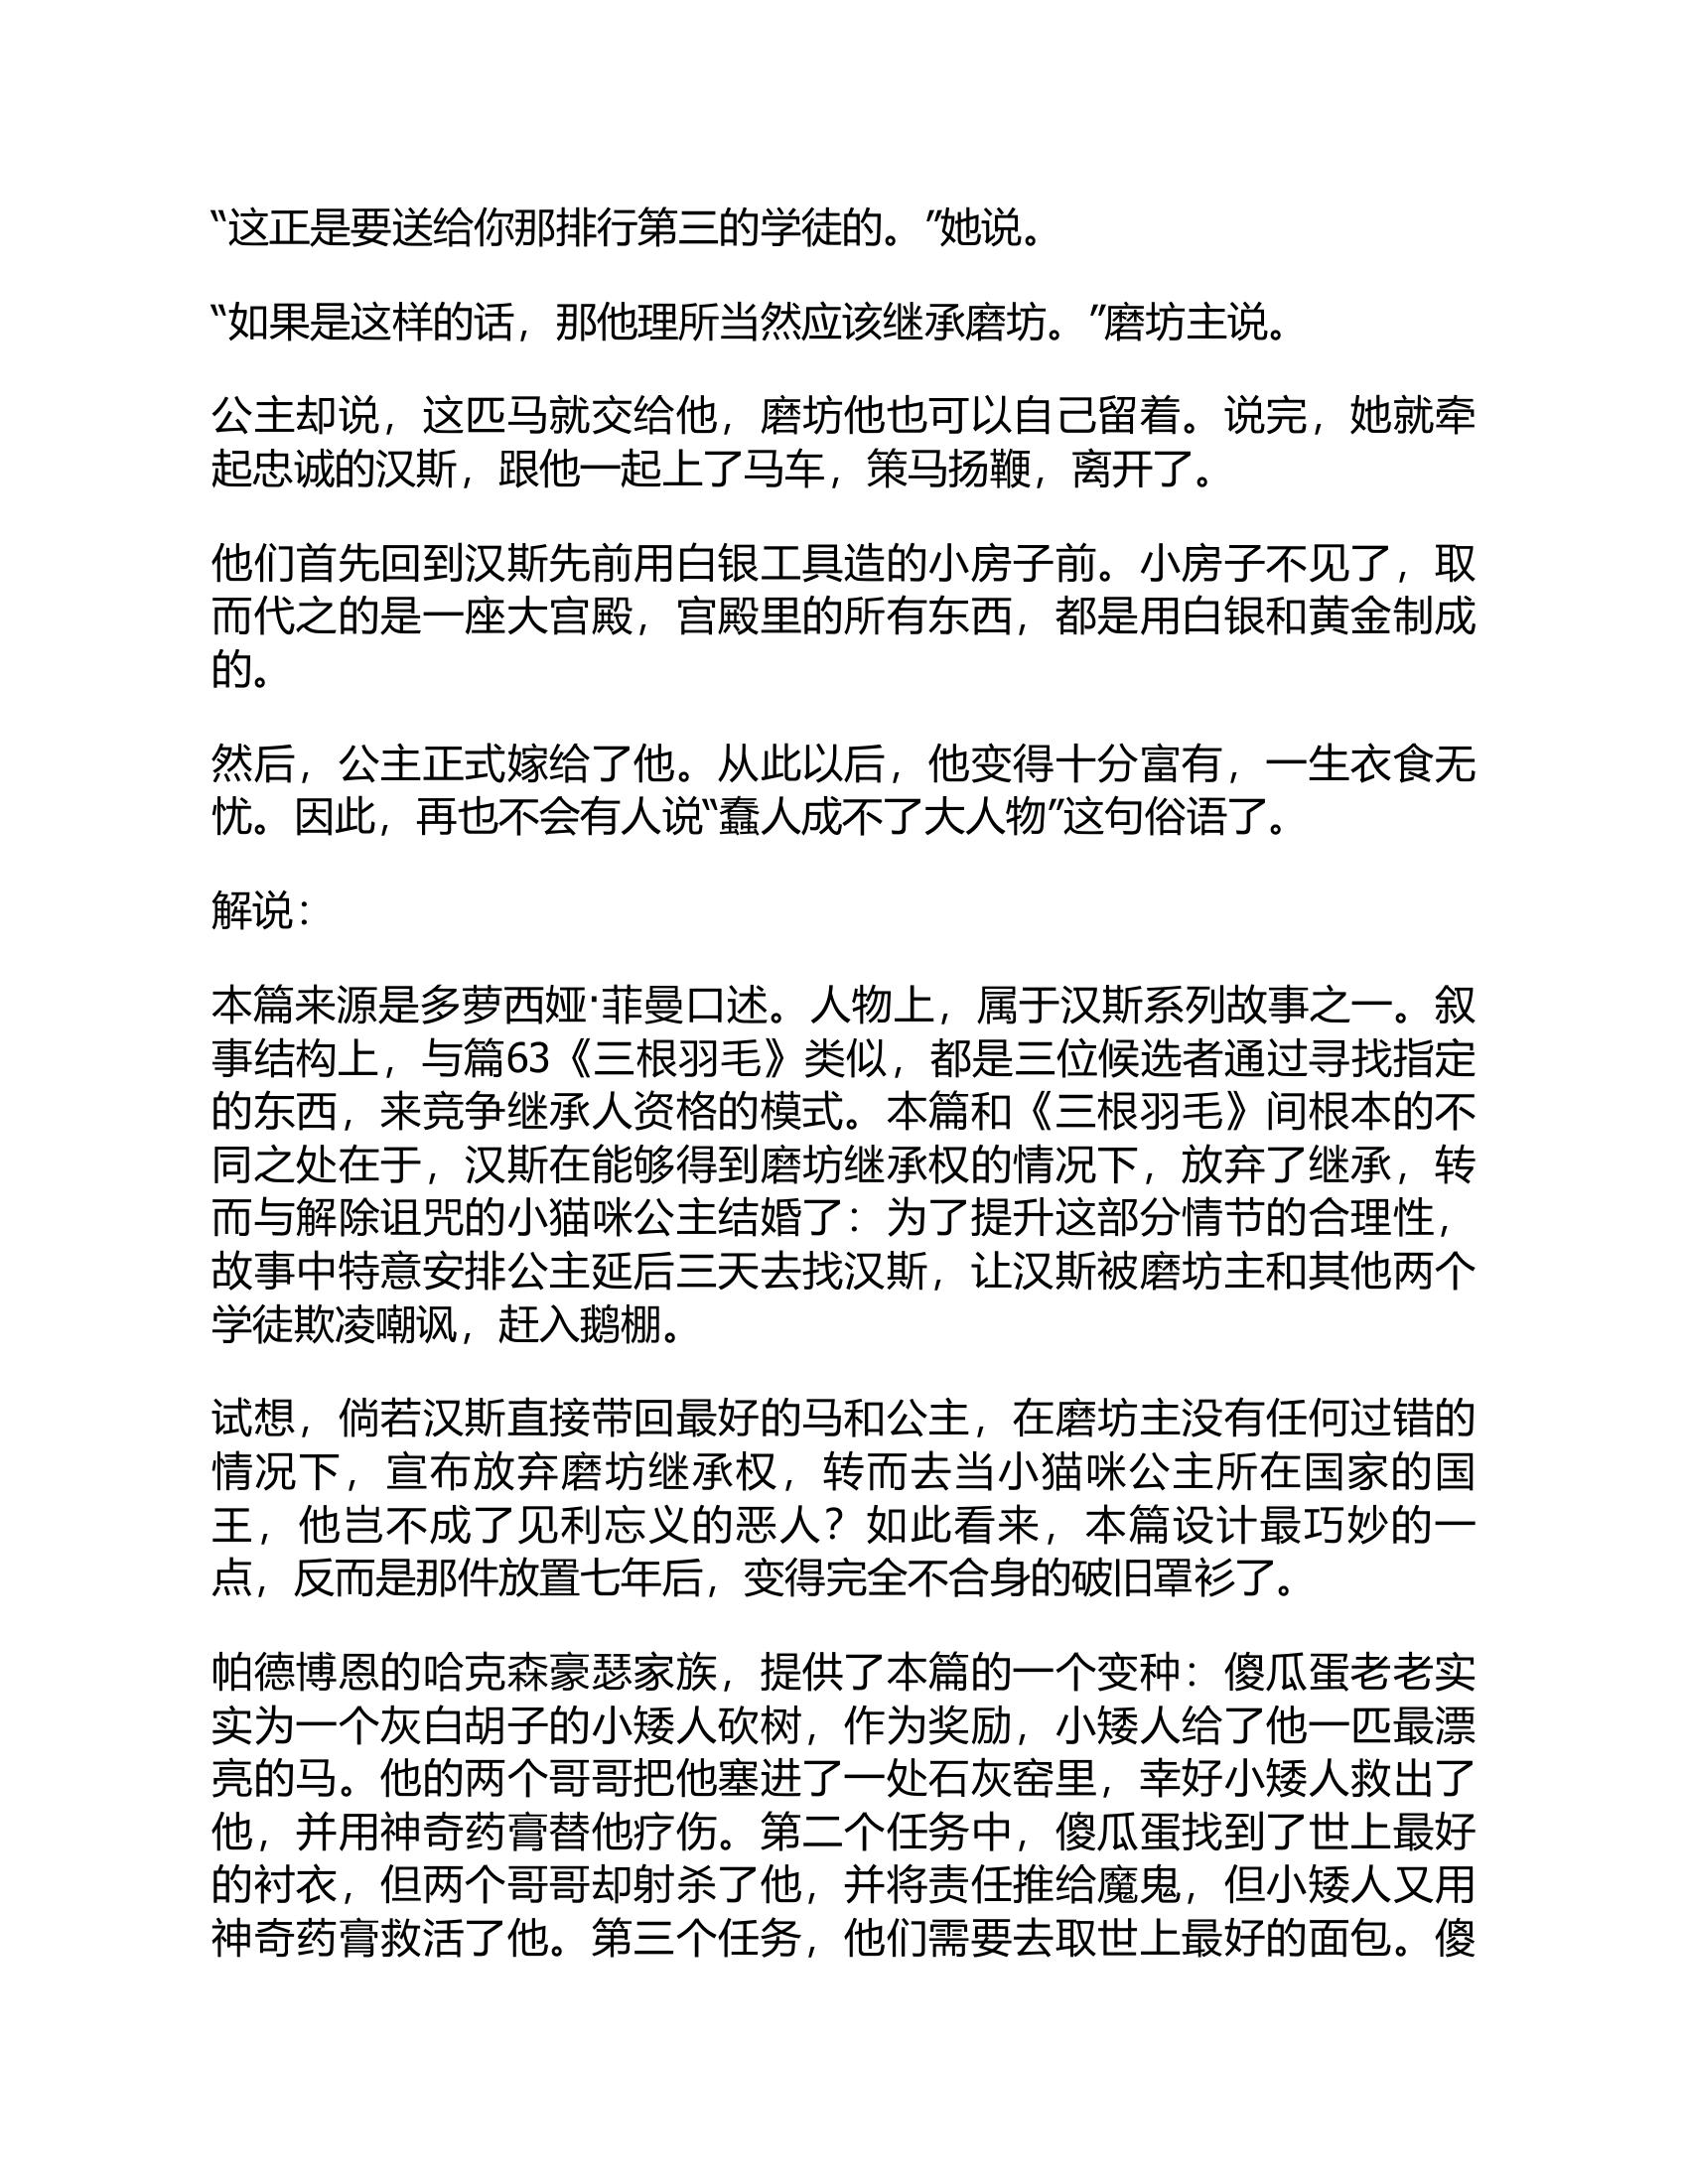 “这正是要送给你那排行第三的学徒的。”她说。
“如果是这样的话，那他理所当然应该继承磨坊。”磨坊主说。
公主却说，这匹马就交给他，磨坊他也可以自己留着。说完，她就牵
起忠诚的汉斯，跟他一起上了马车，策马扬鞭，离开了。
他们首先回到汉斯先前用白银工具造的小房子前。小房子不见了，取
而代之的是一座大宫殿，宫殿里的所有东西，都是用白银和黄金制成
的。
然后，公主正式嫁给了他。从此以后，他变得十分富有，一生衣食无
忧。因此，再也不会有人说“蠢人成不了大人物”这句俗语了。
解说：
本篇来源是多萝西娅·菲曼口述。人物上，属于汉斯系列故事之一。叙
事结构上，与篇63《三根羽毛》类似，都是三位候选者通过寻找指定
的东西，来竞争继承人资格的模式。本篇和《三根羽毛》间根本的不
同之处在于，汉斯在能够得到磨坊继承权的情况下，放弃了继承，转
而与解除诅咒的小猫咪公主结婚了：为了提升这部分情节的合理性，
故事中特意安排公主延后三天去找汉斯，让汉斯被磨坊主和其他两个
学徒欺凌嘲讽，赶入鹅棚。
试想，倘若汉斯直接带回最好的马和公主，在磨坊主没有任何过错的
情况下，宣布放弃磨坊继承权，转而去当小猫咪公主所在国家的国
王，他岂不成了见利忘义的恶人？如此看来，本篇设计最巧妙的一
点，反而是那件放置七年后，变得完全不合身的破旧罩衫了。
帕德博恩的哈克森豪瑟家族，提供了本篇的一个变种：傻瓜蛋老老实
实为一个灰白胡子的小矮人砍树，作为奖励，小矮人给了他一匹最漂
亮的马。他的两个哥哥把他塞进了一处石灰窑里，幸好小矮人救出了
他，并用神奇药膏替他疗伤。第二个任务中，傻瓜蛋找到了世上最好
的衬衣，但两个哥哥却射杀了他，并将责任推给魔鬼，但小矮人又用
神奇药膏救活了他。第三个任务，他们需要去取世上最好的面包。傻